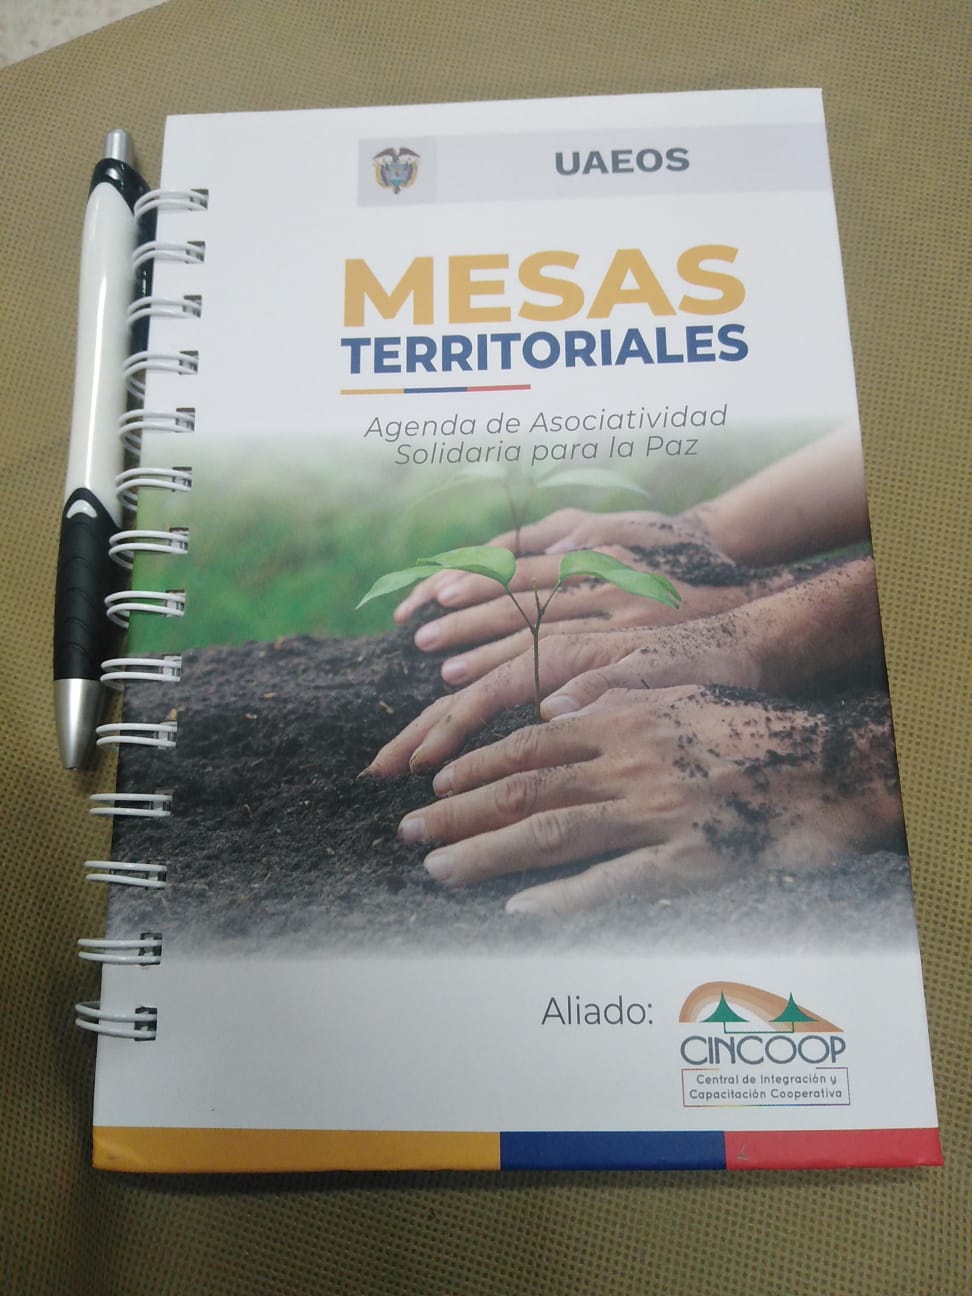 UAEOS
MESAS
TERRITORIALES
Agenda de Asociatividad
Solidaria para la Paz
Aliado:
CINCOOP
Central de Integración y
Capacitación Cooperativa